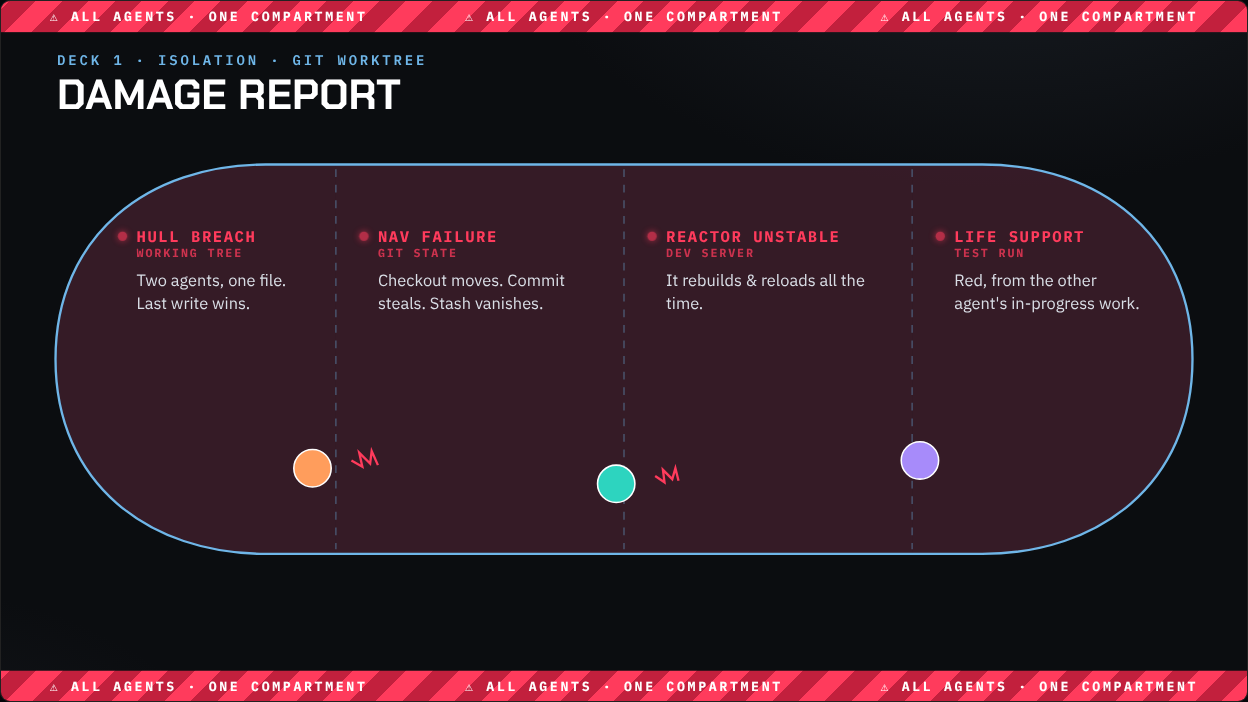 ⚠ ALL AGENTS · ONE COMPARTMENT ⚠ ALL AGENTS · ONE COMPARTMENT ⚠ ALL AGENTS · ONE COMPARTMENT
DECK 1 · ISOLATION · GIT WORKTREE
DAMAGE REPORT
HULL BREACH
WORKING TREE
Two agents, one file.
Last write wins.
NAV FAILURE
GIT STATE
Checkout moves. Commit
steals. Stash vanishes.
REACTOR UNSTABLE
DEV SERVER
It rebuilds & reloads all the
time.
LIFE SUPPORT
TEST RUN
Red, from the other
agent's in-progress work.
⚠ ALL AGENTS · ONE COMPARTMENT ⚠ ALL AGENTS · ONE COMPARTMENT ⚠ ALL AGENTS · ONE COMPARTMENT